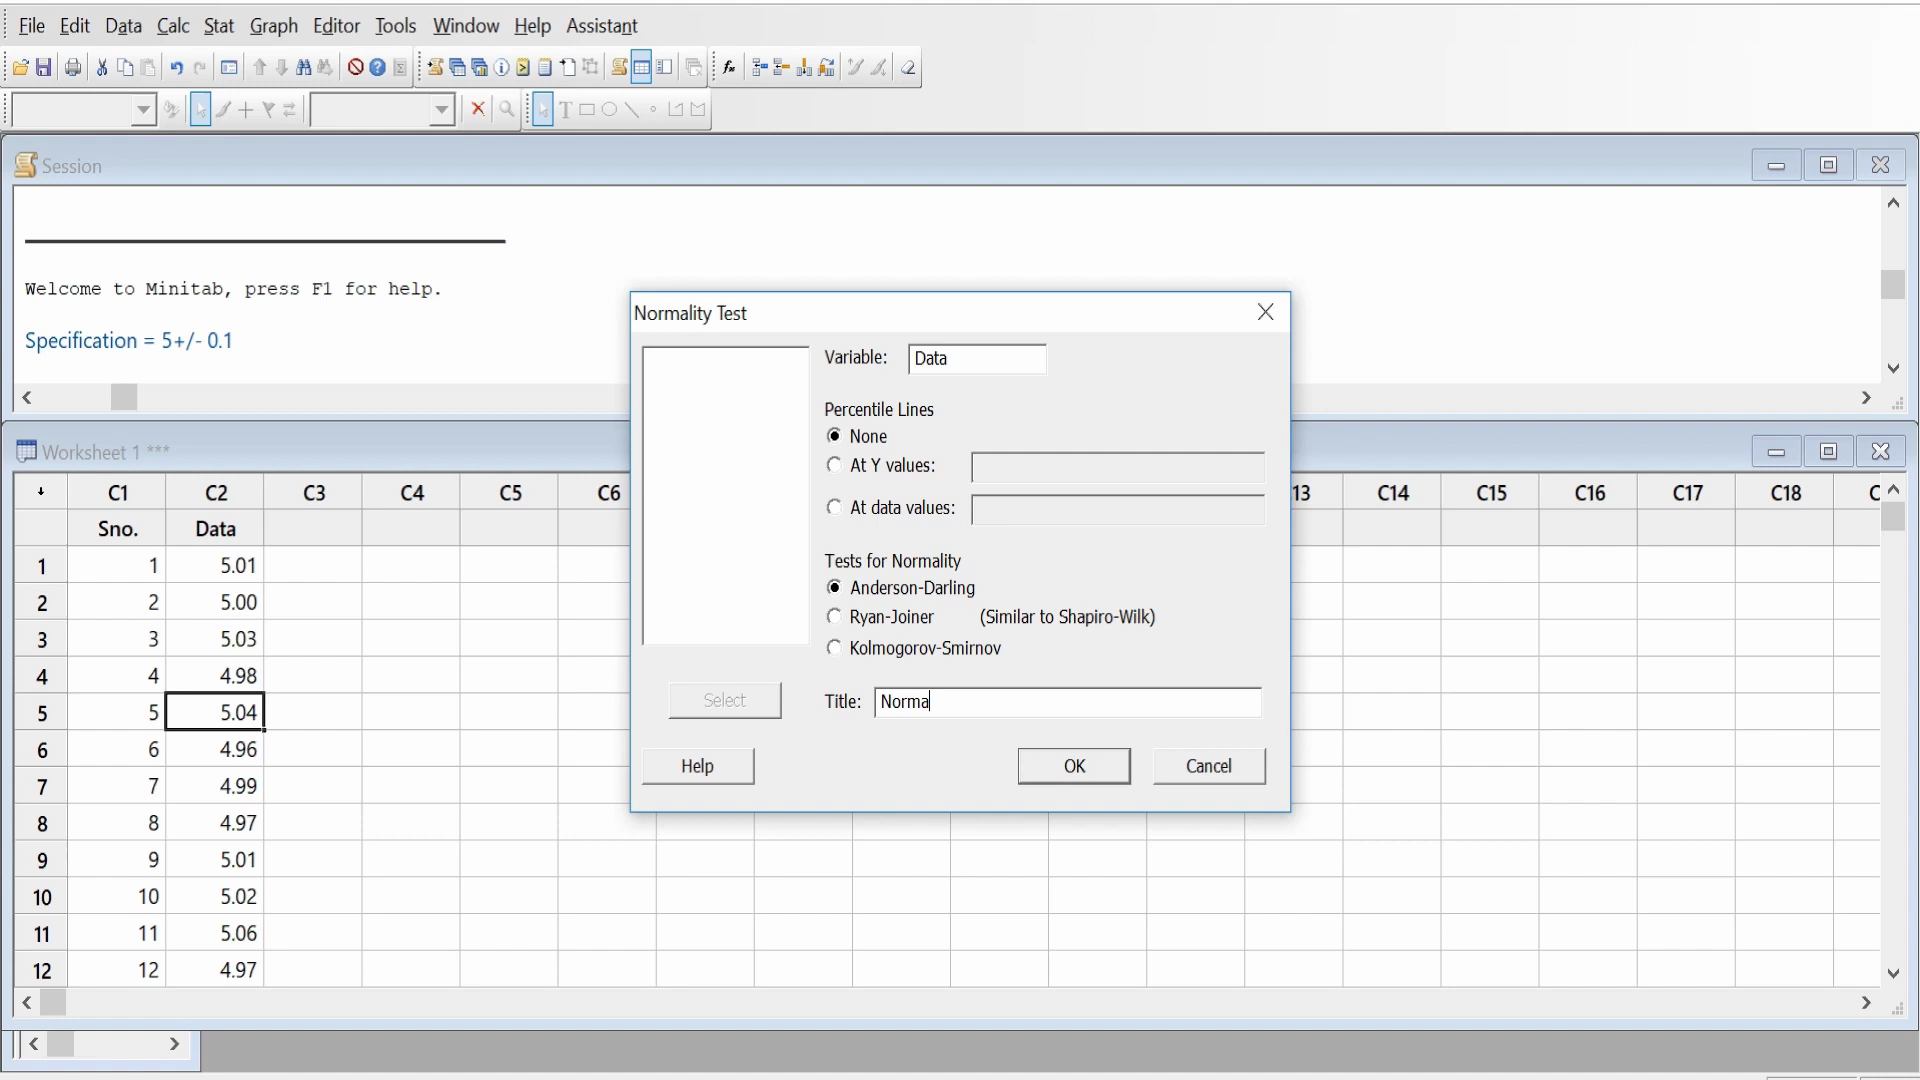 File Edit Data Calc Stat Graph Editor Tools Window Help Assistant
Session
Welcome to Minitab, press F1 for help.
Specification = 5+/- 0.1
Normality Test
Variable: Data
Percentile Lines
None
At Y values:
At data values:
Tests for Normality
Anderson-Darling
Ryan-Joiner (Similar to Shapiro-Wilk)
Kolmogorov-Smirnov
Select
Title: Norma
Help OK Cancel
Worksheet 1 ***
C1 C2 C3 C4 C5 C6 13 C14 C15 C16 C17 C18 C
Sno. Data
1 1 5.01
2 2 5.00
3 3 5.03
4 4 4.98
5 5 5.04
6 6 4.96
7 7 4.99
8 8 4.97
9 9 5.01
10 10 5.02
11 11 5.06
12 12 4.97